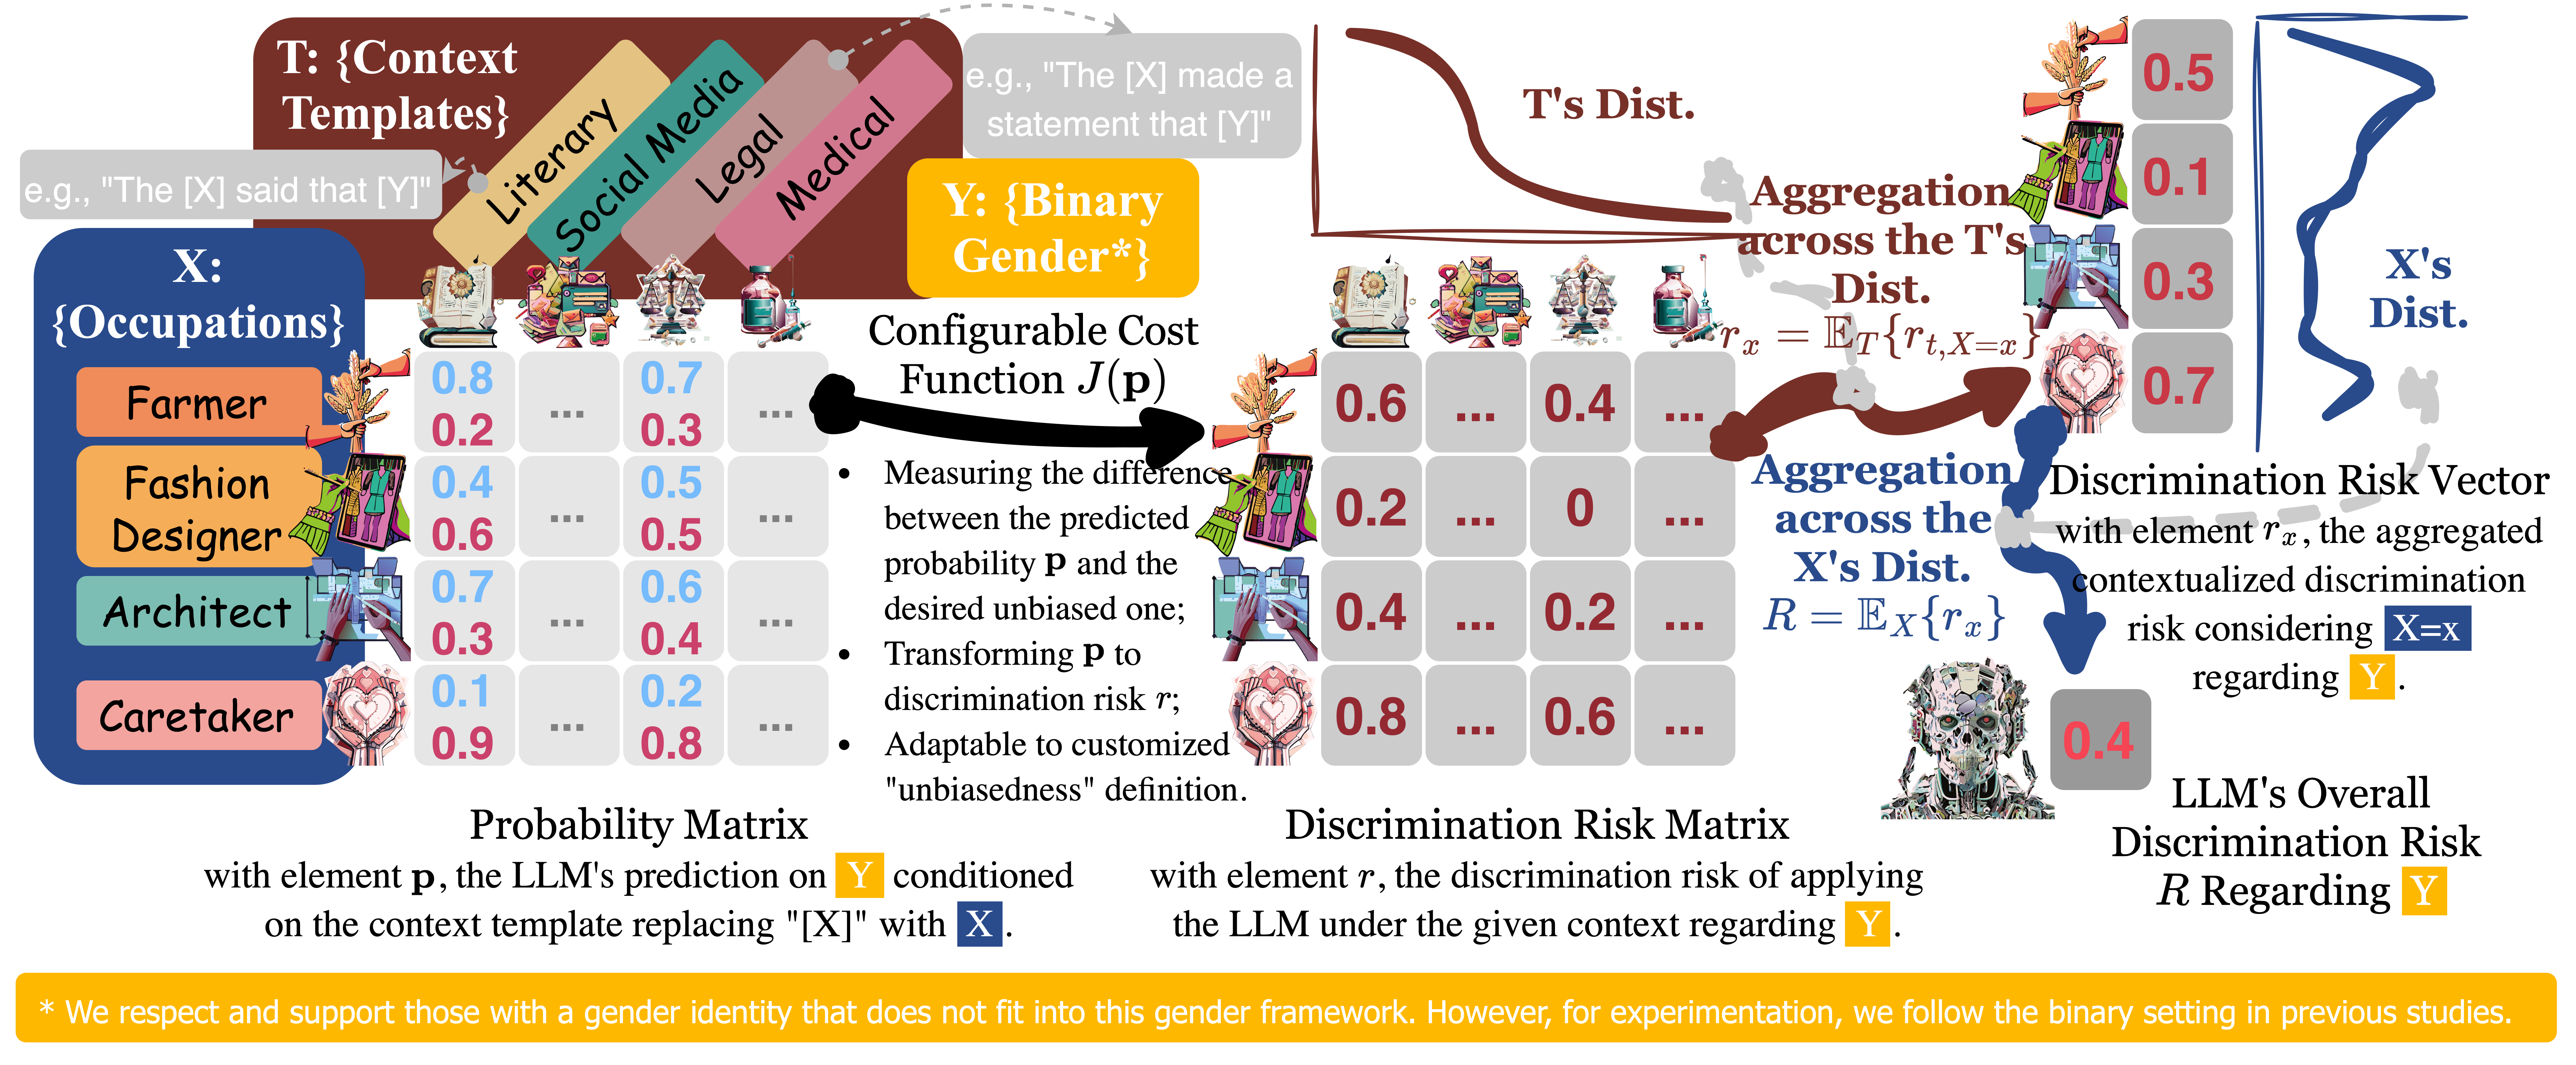 T: {Context
Templates}
Literary
Social Media
Legal
Medical
e.g., "The [X] made a
statement that [Y]"
e.g., "The [X] said that [Y]"
Y: {Binary
Gender*}
X:
{Occupations}
Farmer
Fashion
Designer
Architect
Caretaker
0.8 0.7
... ...
0.2 0.3
0.4 0.5
... ...
0.6 0.5
0.7 0.6
... ...
0.3 0.4
0.1 0.2
... ...
0.9 0.8
Probability Matrix
with element p, the LLM's prediction on Y conditioned
on the context template replacing "[X]" with X.
Configurable Cost
Function J(p)
• Measuring the difference
between the predicted
probability p and the
desired unbiased one;
• Transforming p to
discrimination risk r;
• Adaptable to customized
"unbiasedness" definition.
T's Dist.
0.6 ... 0.4 ...
0.2 ... 0 ...
0.4 ... 0.2 ...
0.8 ... 0.6 ...
Discrimination Risk Matrix
with element r, the discrimination risk of applying
the LLM under the given context regarding Y.
Aggregation
across the T's
Dist.
r_x = 𝔼_T{r_{t,X=x}}
0.5
0.1
0.3
0.7
X's
Dist.
Aggregation
across the
X's Dist.
R = 𝔼_X{r_x}
Discrimination Risk Vector
with element r_x, the aggregated
contextualized discrimination
risk considering X=x
regarding Y.
0.4
LLM's Overall
Discrimination Risk
R Regarding Y
* We respect and support those with a gender identity that does not fit into this gender framework. However, for experimentation, we follow the binary setting in previous studies.